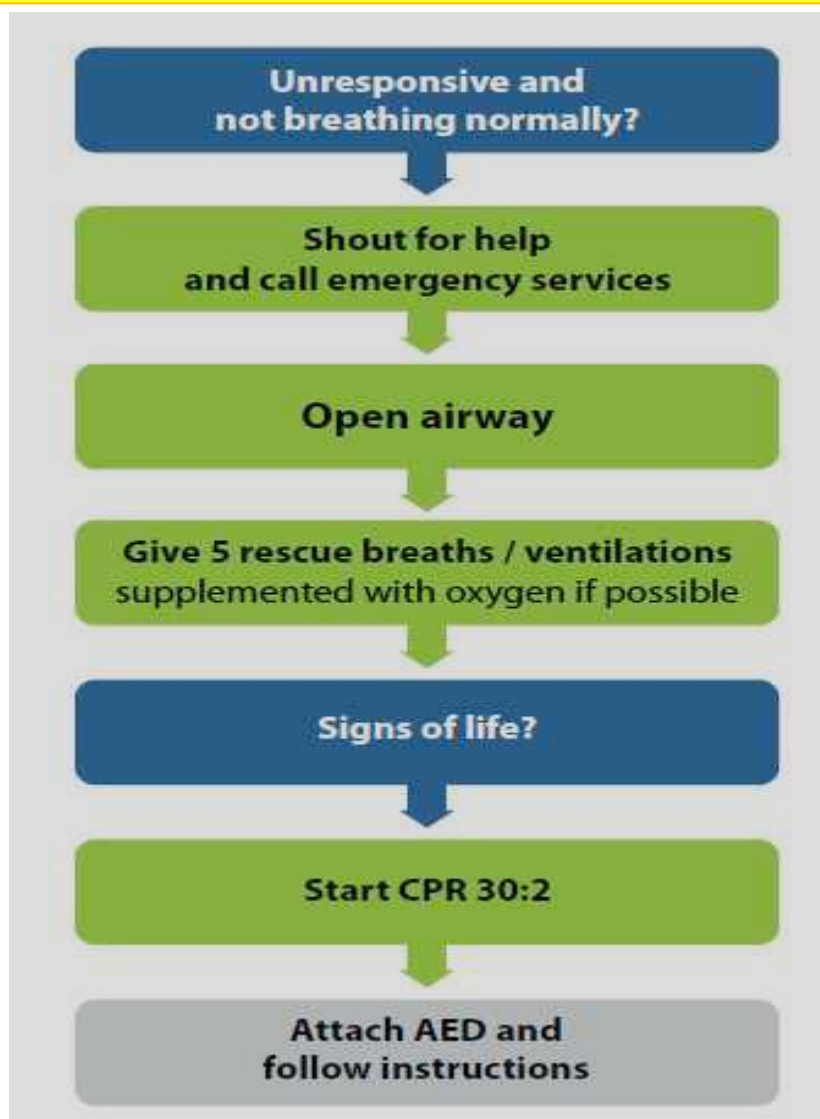 Unresponsive and
not breathing normally?
Shout for help
and call emergency services
Open airway
Give 5 rescue breaths / ventilations
supplemented with oxygen if possible
Signs of life?
Start CPR 30:2
Attach AED and
follow instructions